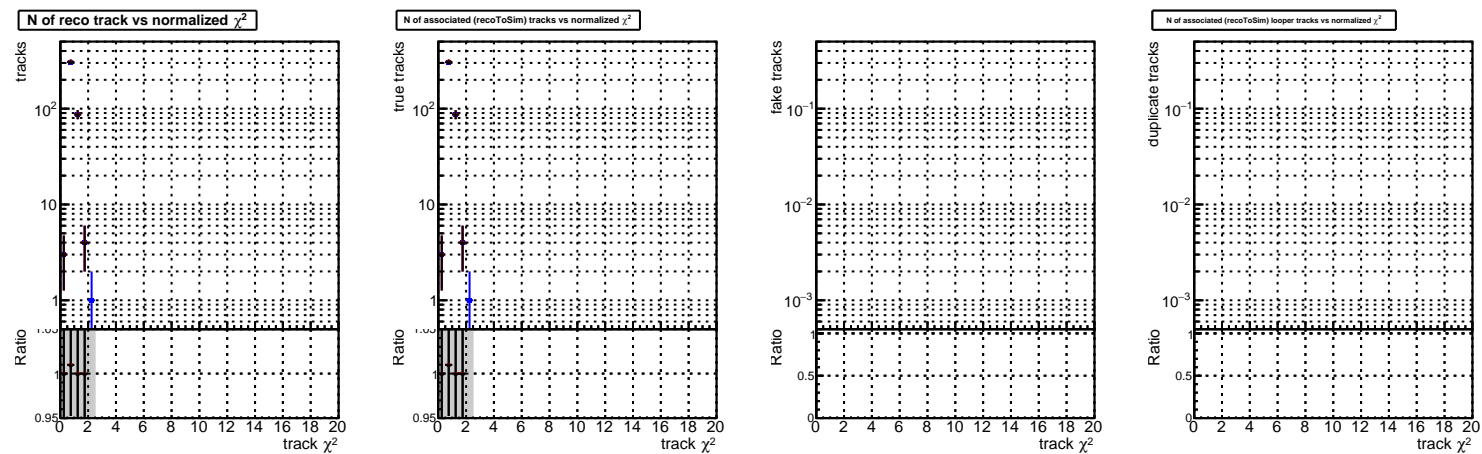 N of reco track vs normalized χ²
tracks
10²
10
1
1.05
Ratio
1
0.95
0 2 4 6 8 10 12 14 16 18 20
track χ²
N of associated (recoToSim) tracks vs normalized χ²
true tracks
10²
10
1
1.05
Ratio
1
0.95
0 2 4 6 8 10 12 14 16 18 20
track χ²
fake tracks
10⁻¹
10⁻²
10⁻³
Ratio
1
0.5
0
0 2 4 6 8 10 12 14 16 18 20
track χ²
N of associated (recoToSim) looper tracks vs normalized χ²
duplicate tracks
10⁻¹
10⁻²
10⁻³
Ratio
1
0.5
0
0 2 4 6 8 10 12 14 16 18 20
track χ²